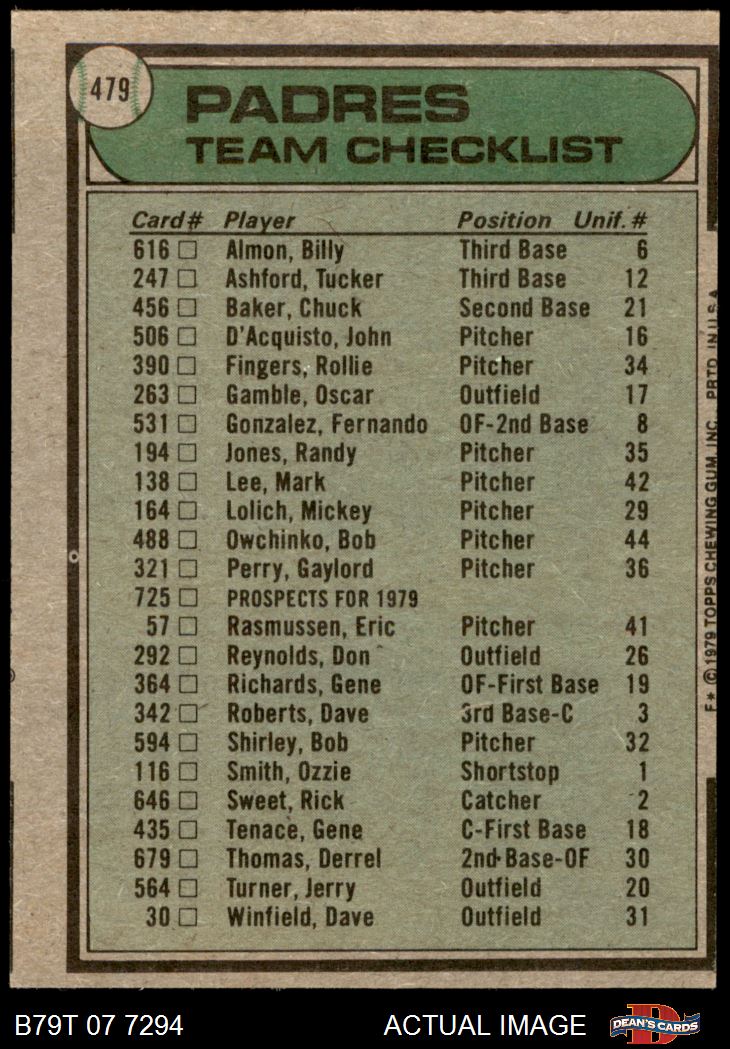 479
PADRES
TEAM CHECKLIST
Card# Player Position Unif. #
616 □ Almon, Billy Third Base 6
247 □ Ashford, Tucker Third Base 12
456 □ Baker, Chuck Second Base 21
506 □ D'Acquisto, John Pitcher 16
390 □ Fingers, Rollie Pitcher 34
263 □ Gamble, Oscar Outfield 17
531 □ Gonzalez, Fernando OF-2nd Base 8
194 □ Jones, Randy Pitcher 35
138 □ Lee, Mark Pitcher 42
164 □ Lolich, Mickey Pitcher 29
488 □ Owchinko, Bob Pitcher 44
321 □ Perry, Gaylord Pitcher 36
725 □ PROSPECTS FOR 1979
57 □ Rasmussen, Eric Pitcher 41
292 □ Reynolds, Don Outfield 26
364 □ Richards, Gene OF-First Base 19
342 □ Roberts, Dave 3rd Base-C 3
594 □ Shirley, Bob Pitcher 32
116 □ Smith, Ozzie Shortstop 1
646 □ Sweet, Rick Catcher 2
435 □ Tenace, Gene C-First Base 18
679 □ Thomas, Derrel 2nd Base-OF 30
564 □ Turner, Jerry Outfield 20
30 □ Winfield, Dave Outfield 31
F* © 1979 TOPPS CHEWING GUM, INC. PRTD. IN U.S.A.
B79T 07 7294 ACTUAL IMAGE
DEAN'S CARDS